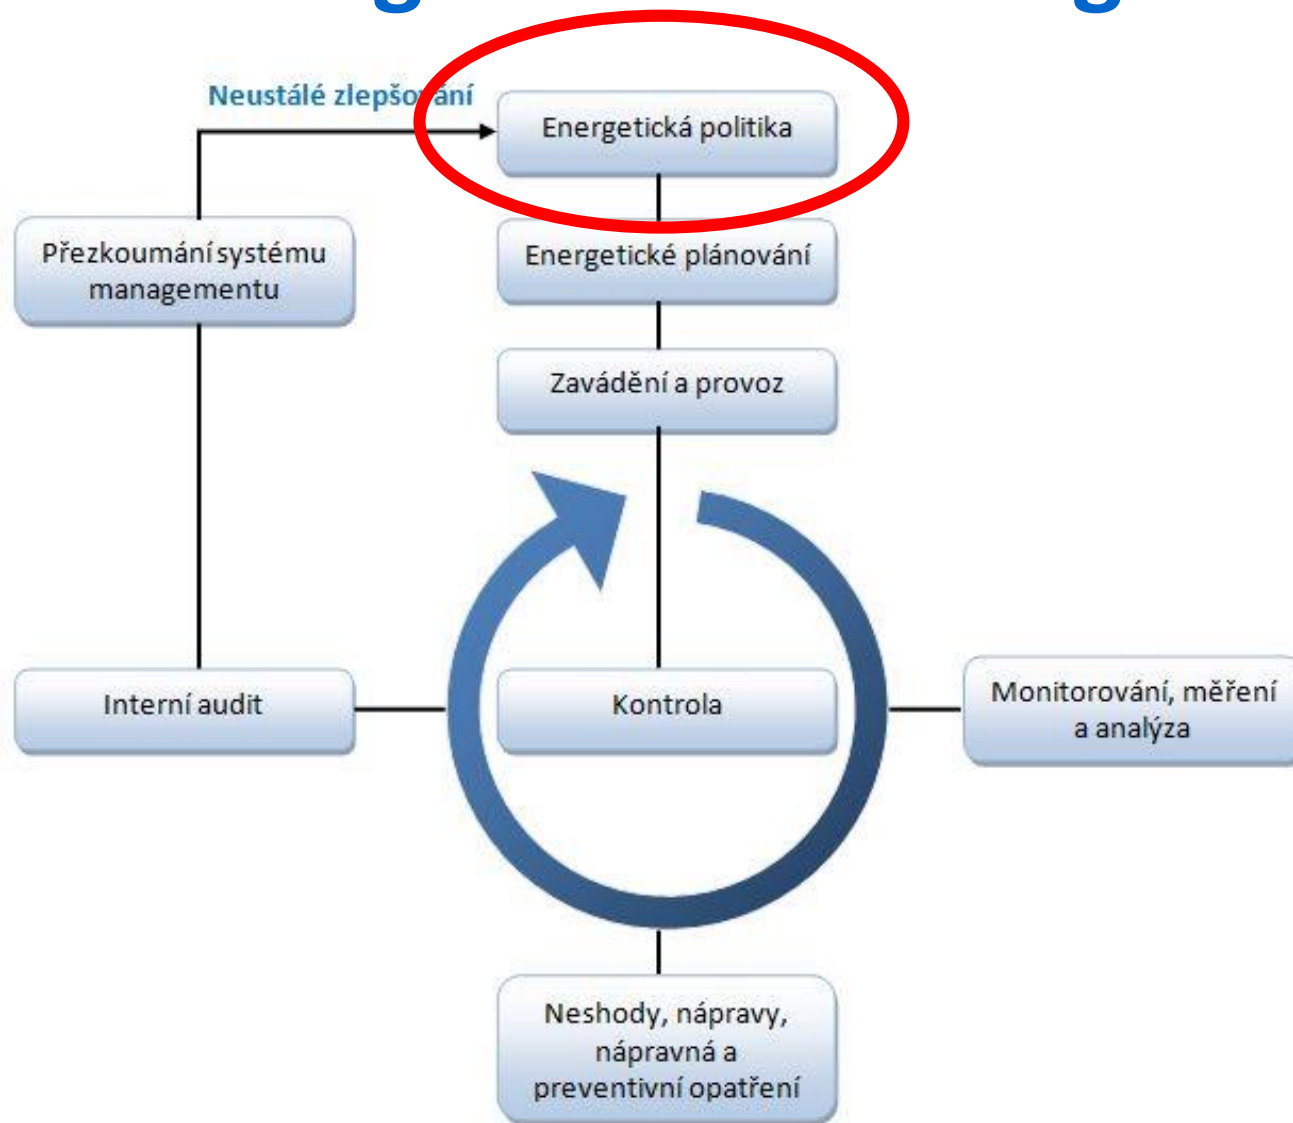 Neustálé zlepšování
Energetická politika
Přezkoumání systému
managementu
Energetické plánování
Zavádění a provoz
Interní audit
Kontrola
Monitorování, měření
a analýza
Neshody, nápravy,
nápravná a
preventivní opatření